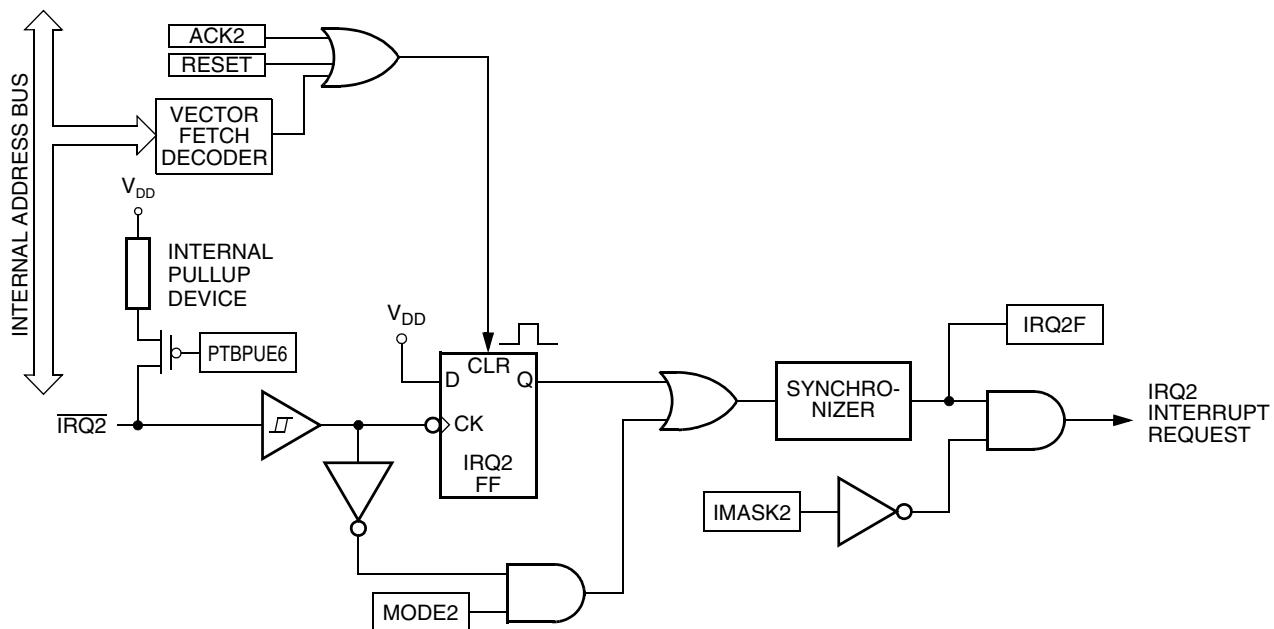 ACK2
RESET
INTERNAL ADDRESS BUS
VECTOR
FETCH
DECODER
VDD
INTERNAL
PULLUP
DEVICE
PTBPUE6
IRQ2
VDD
D
CLR
Q
CK
IRQ2
FF
SYNCHRO-
NIZER
IRQ2F
IRQ2
INTERRUPT
REQUEST
IMASK2
MODE2